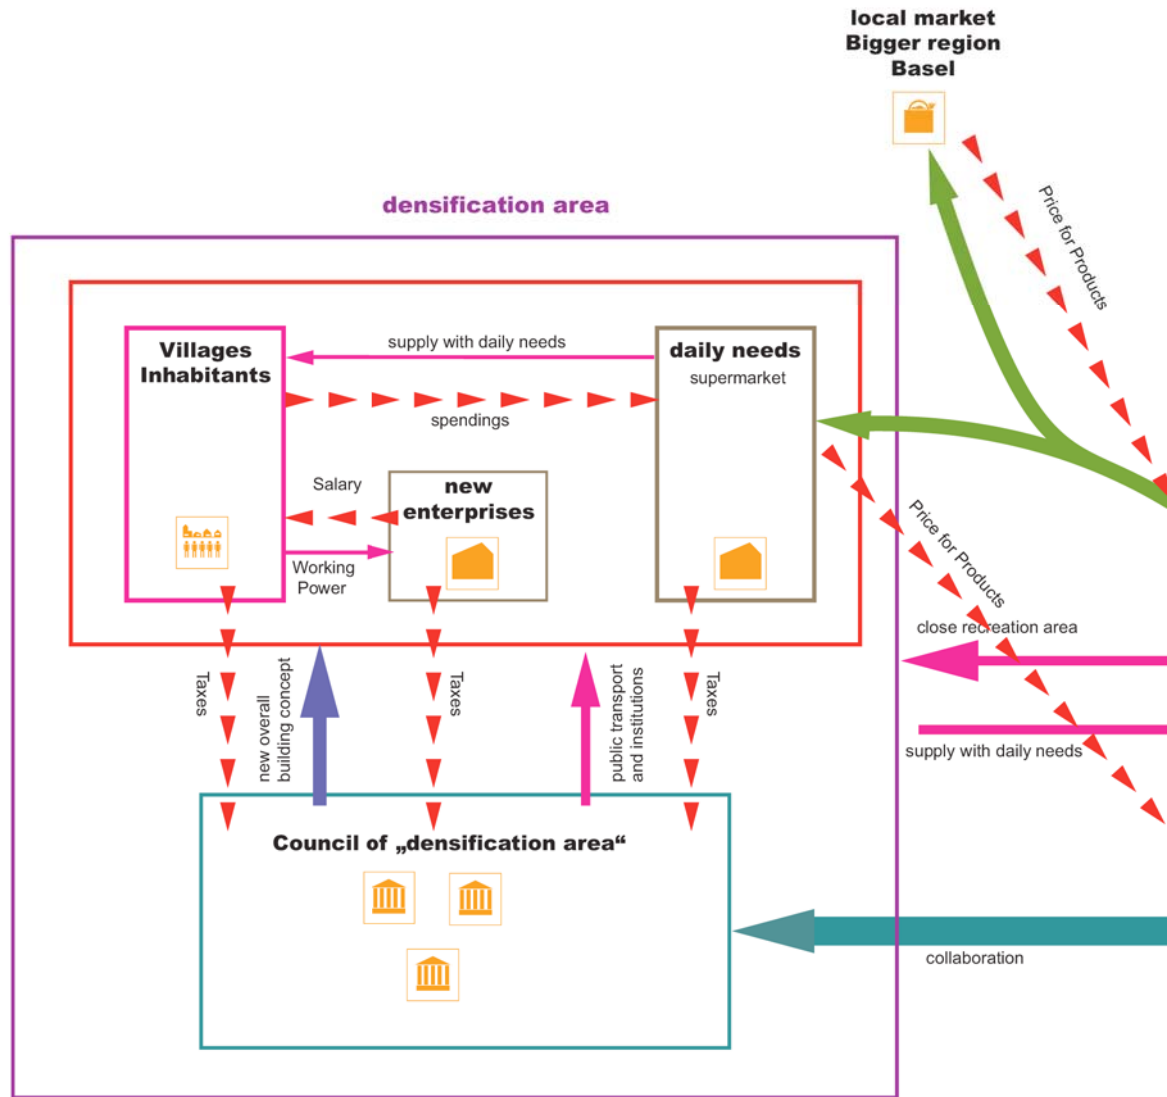 local market
Bigger region
Basel
densification area
Price for Products
Villages
Inhabitants
supply with daily needs
daily needs
supermarket
spendings
Salary
new
enterprises
Working
Power
Price for Products
close recreation area
supply with daily needs
Taxes
new overall
building concept
Taxes
public transport
and institutions
Taxes
Council of „densification area“
collaboration